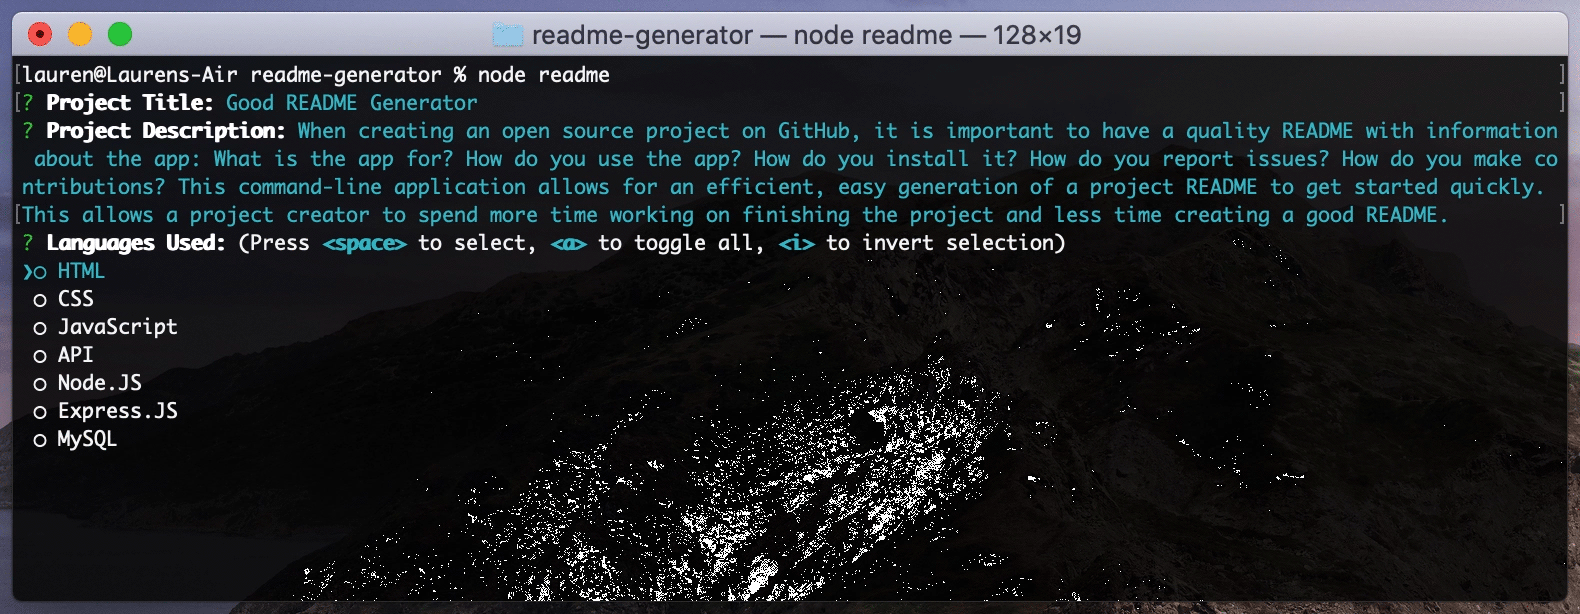 readme-generator — node readme — 128×19
[lauren@Laurens-Air readme-generator % node readme ]
[? Project Title: Good README Generator ]
? Project Description: When creating an open source project on GitHub, it is important to have a quality README with information
about the app: What is the app for? How do you use the app? How do you install it? How do you report issues? How do you make co
ntributions? This command-line application allows for an efficient, easy generation of a project README to get started quickly.
[This allows a project creator to spend more time working on finishing the project and less time creating a good README. ]
? Languages Used: (Press <space> to select, <a> to toggle all, <i> to invert selection)
❯○ HTML
○ CSS
○ JavaScript
○ API
○ Node.JS
○ Express.JS
○ MySQL